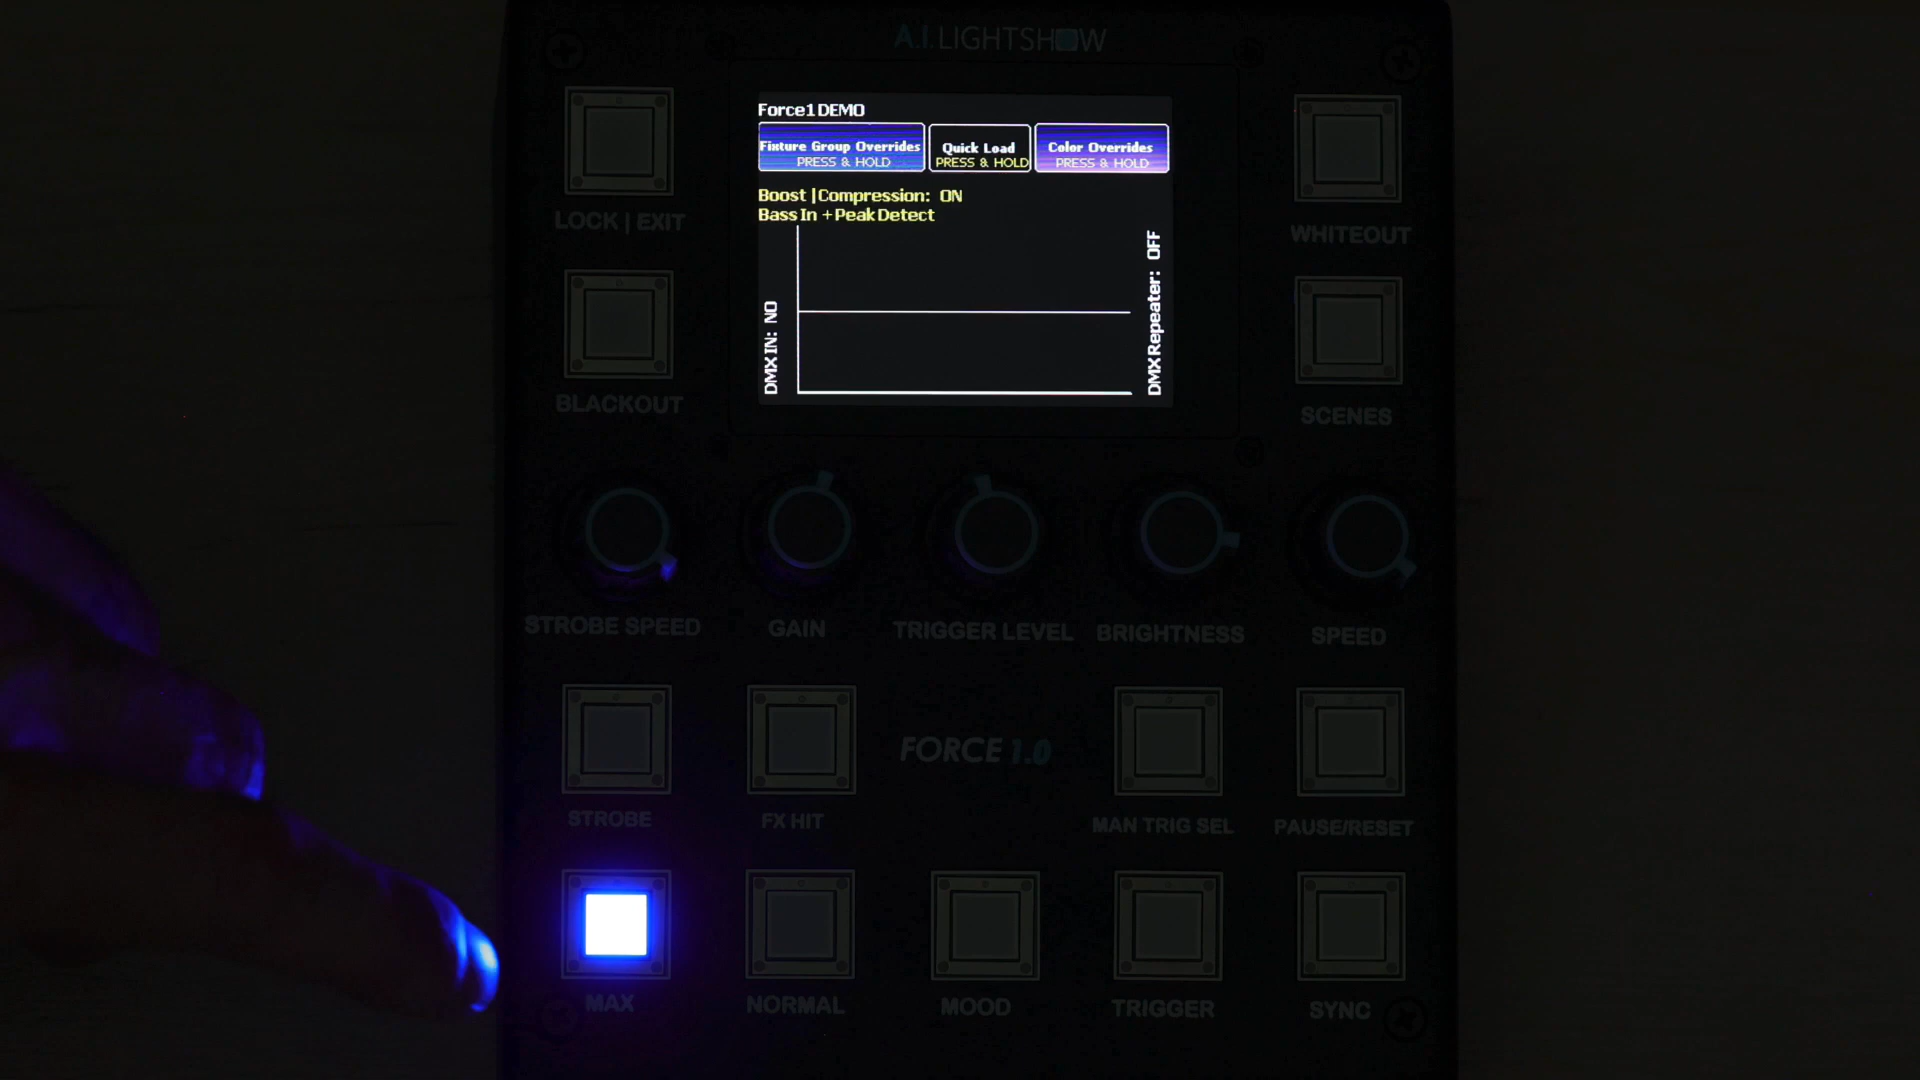 A.I.LIGHTSHOW
Force1 DEMO
Fixture Group Overrides
PRESS & HOLD
Quick Load
PRESS & HOLD
Color Overrides
PRESS & HOLD
Boost |Compression: ON
Bass In + Peak Detect
DMX IN: NO
DMX Repeater: OFF
LOCK | EXIT
WHITEOUT
BLACKOUT
SCENES
STROBE SPEED
GAIN
TRIGGER LEVEL
BRIGHTNESS
SPEED
FORCE 1.0
STROBE
FX HIT
MAN TRIG SEL
PAUSE/RESET
MAX
NORMAL
MOOD
TRIGGER
SYNC